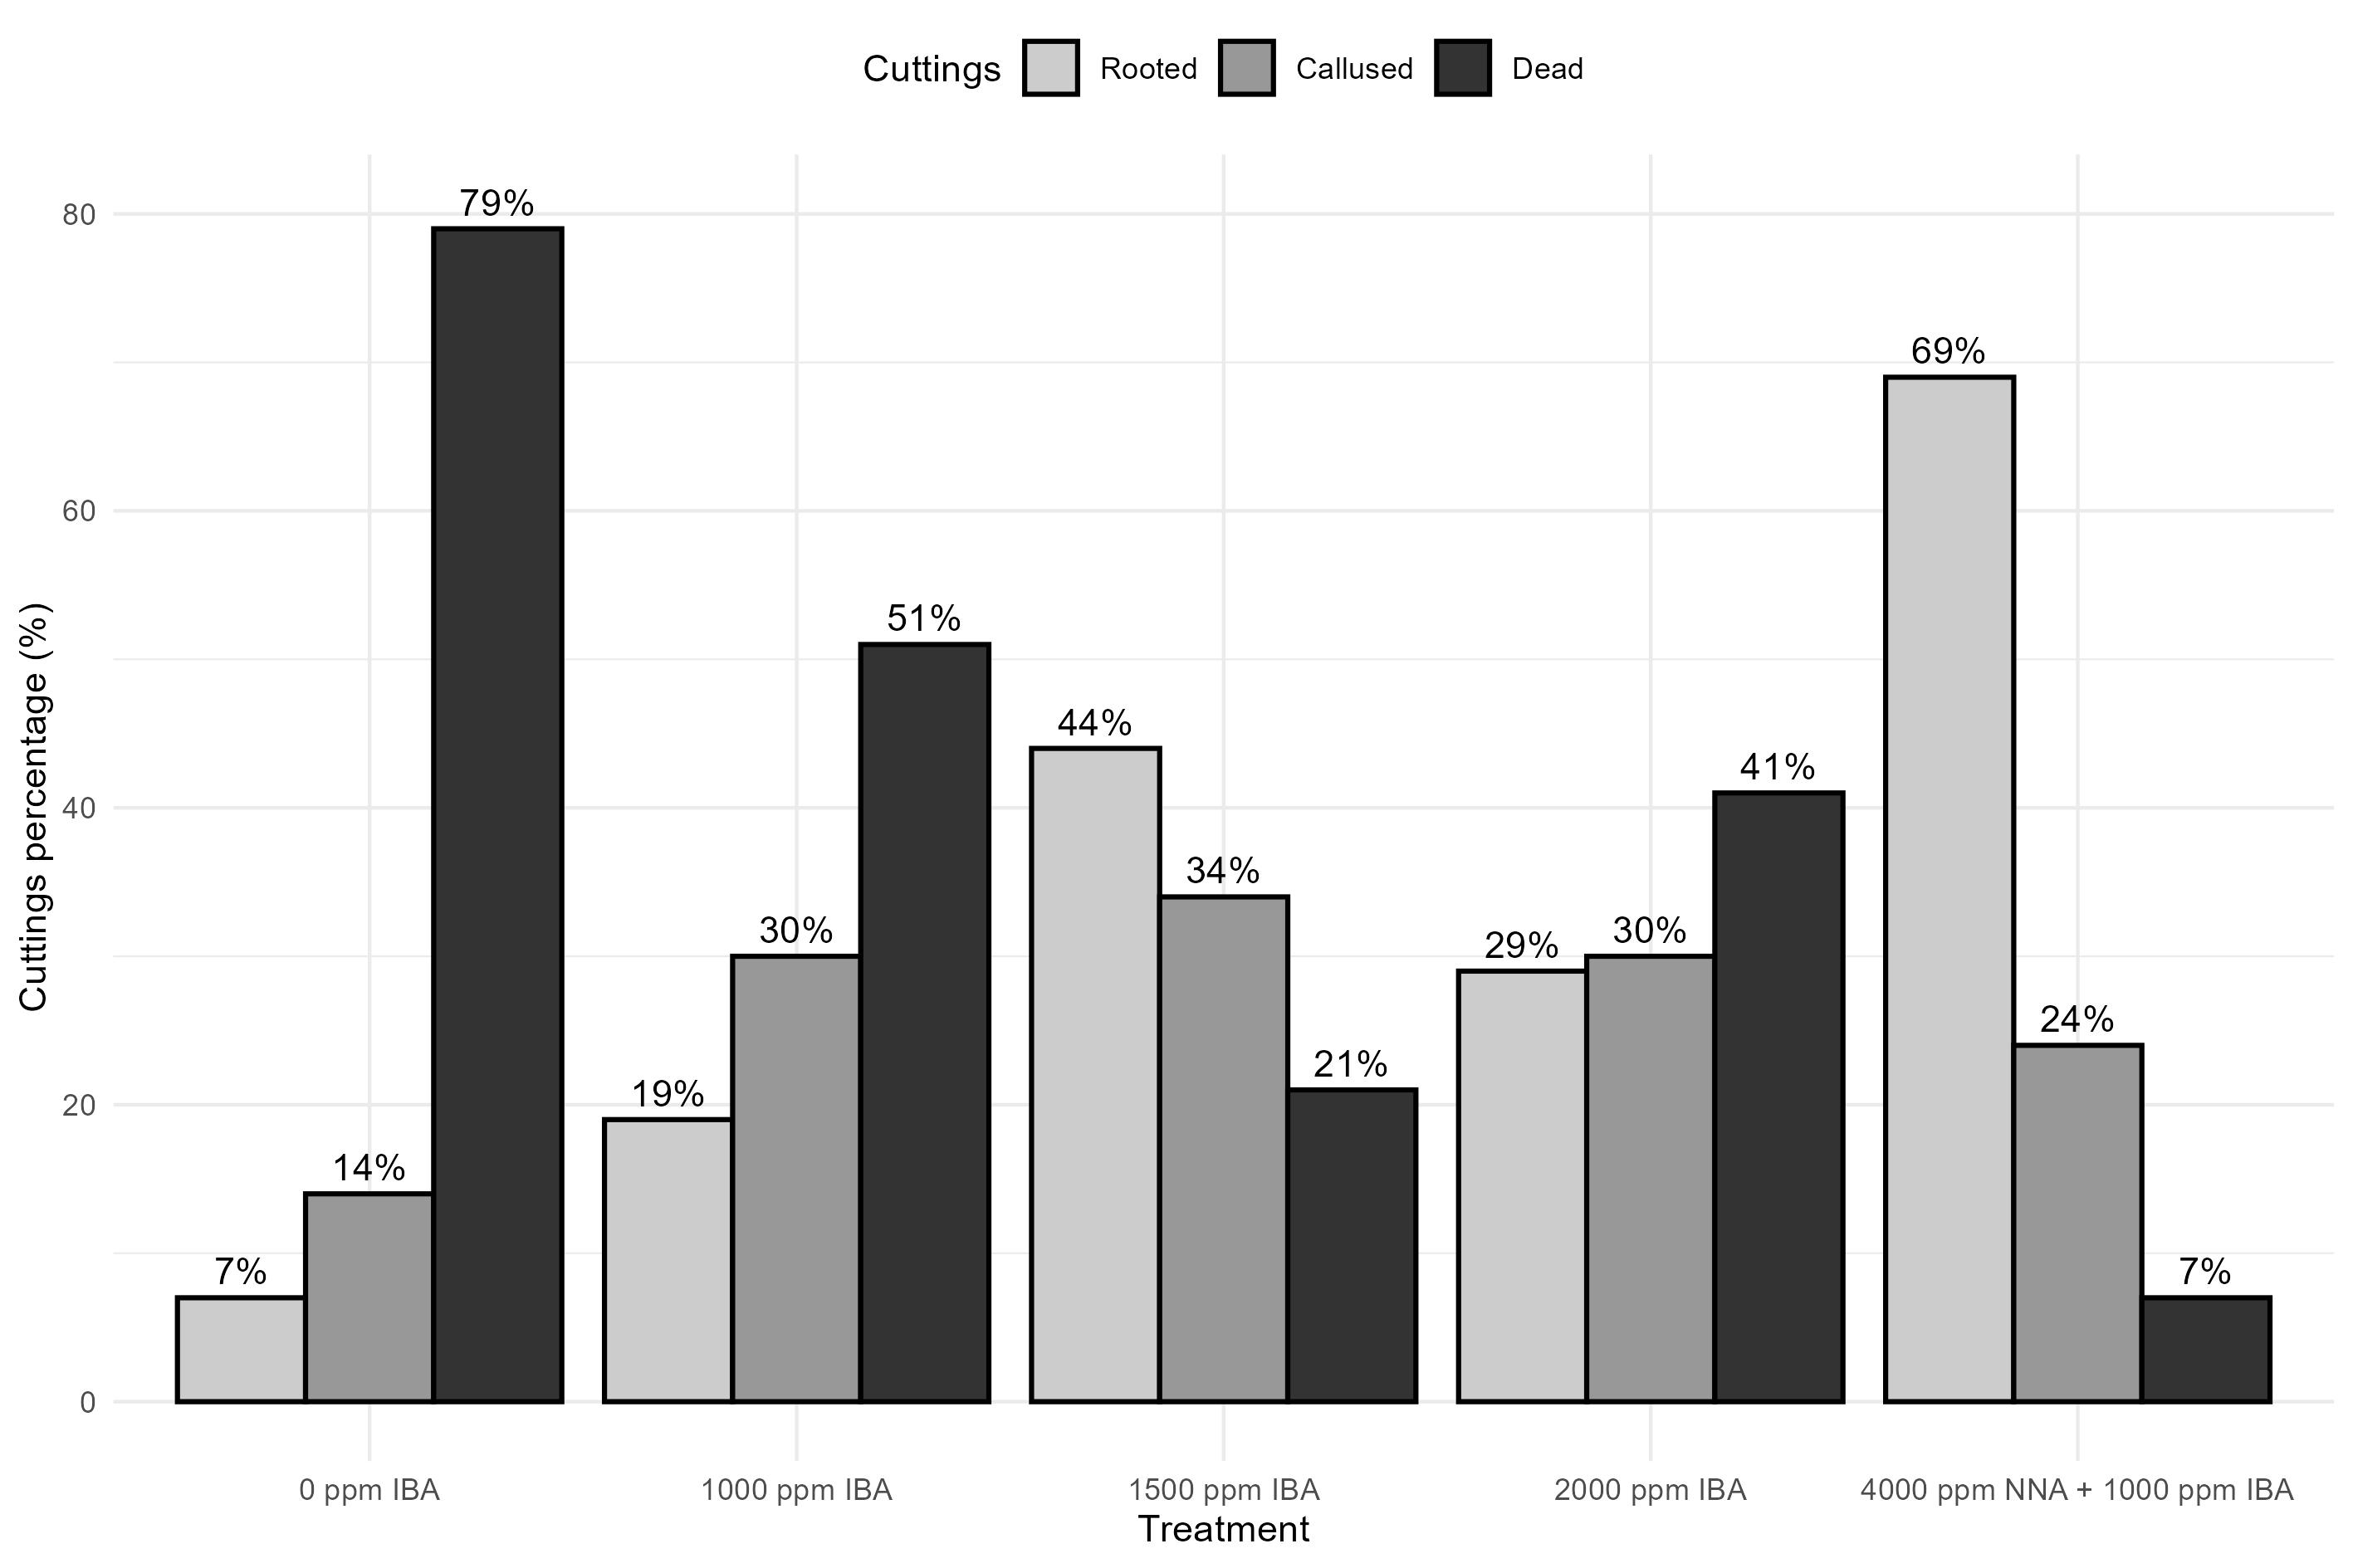 Cuttings Rooted Callused Dead
Cuttings percentage (%)
80
60
40
20
0
7%
14%
79%
19%
30%
51%
44%
34%
21%
29%
30%
41%
69%
24%
7%
0 ppm IBA
1000 ppm IBA
1500 ppm IBA
2000 ppm IBA
4000 ppm NNA + 1000 ppm IBA
Treatment